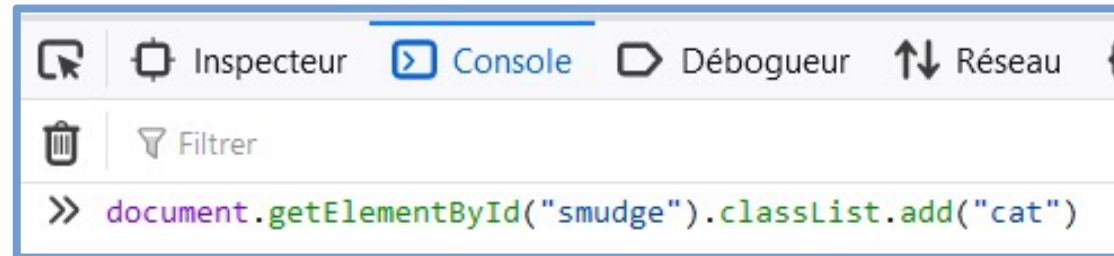 Inspecteur Console Débogueur Réseau
Filtrer
>> document.getElementById("smudge").classList.add("cat")